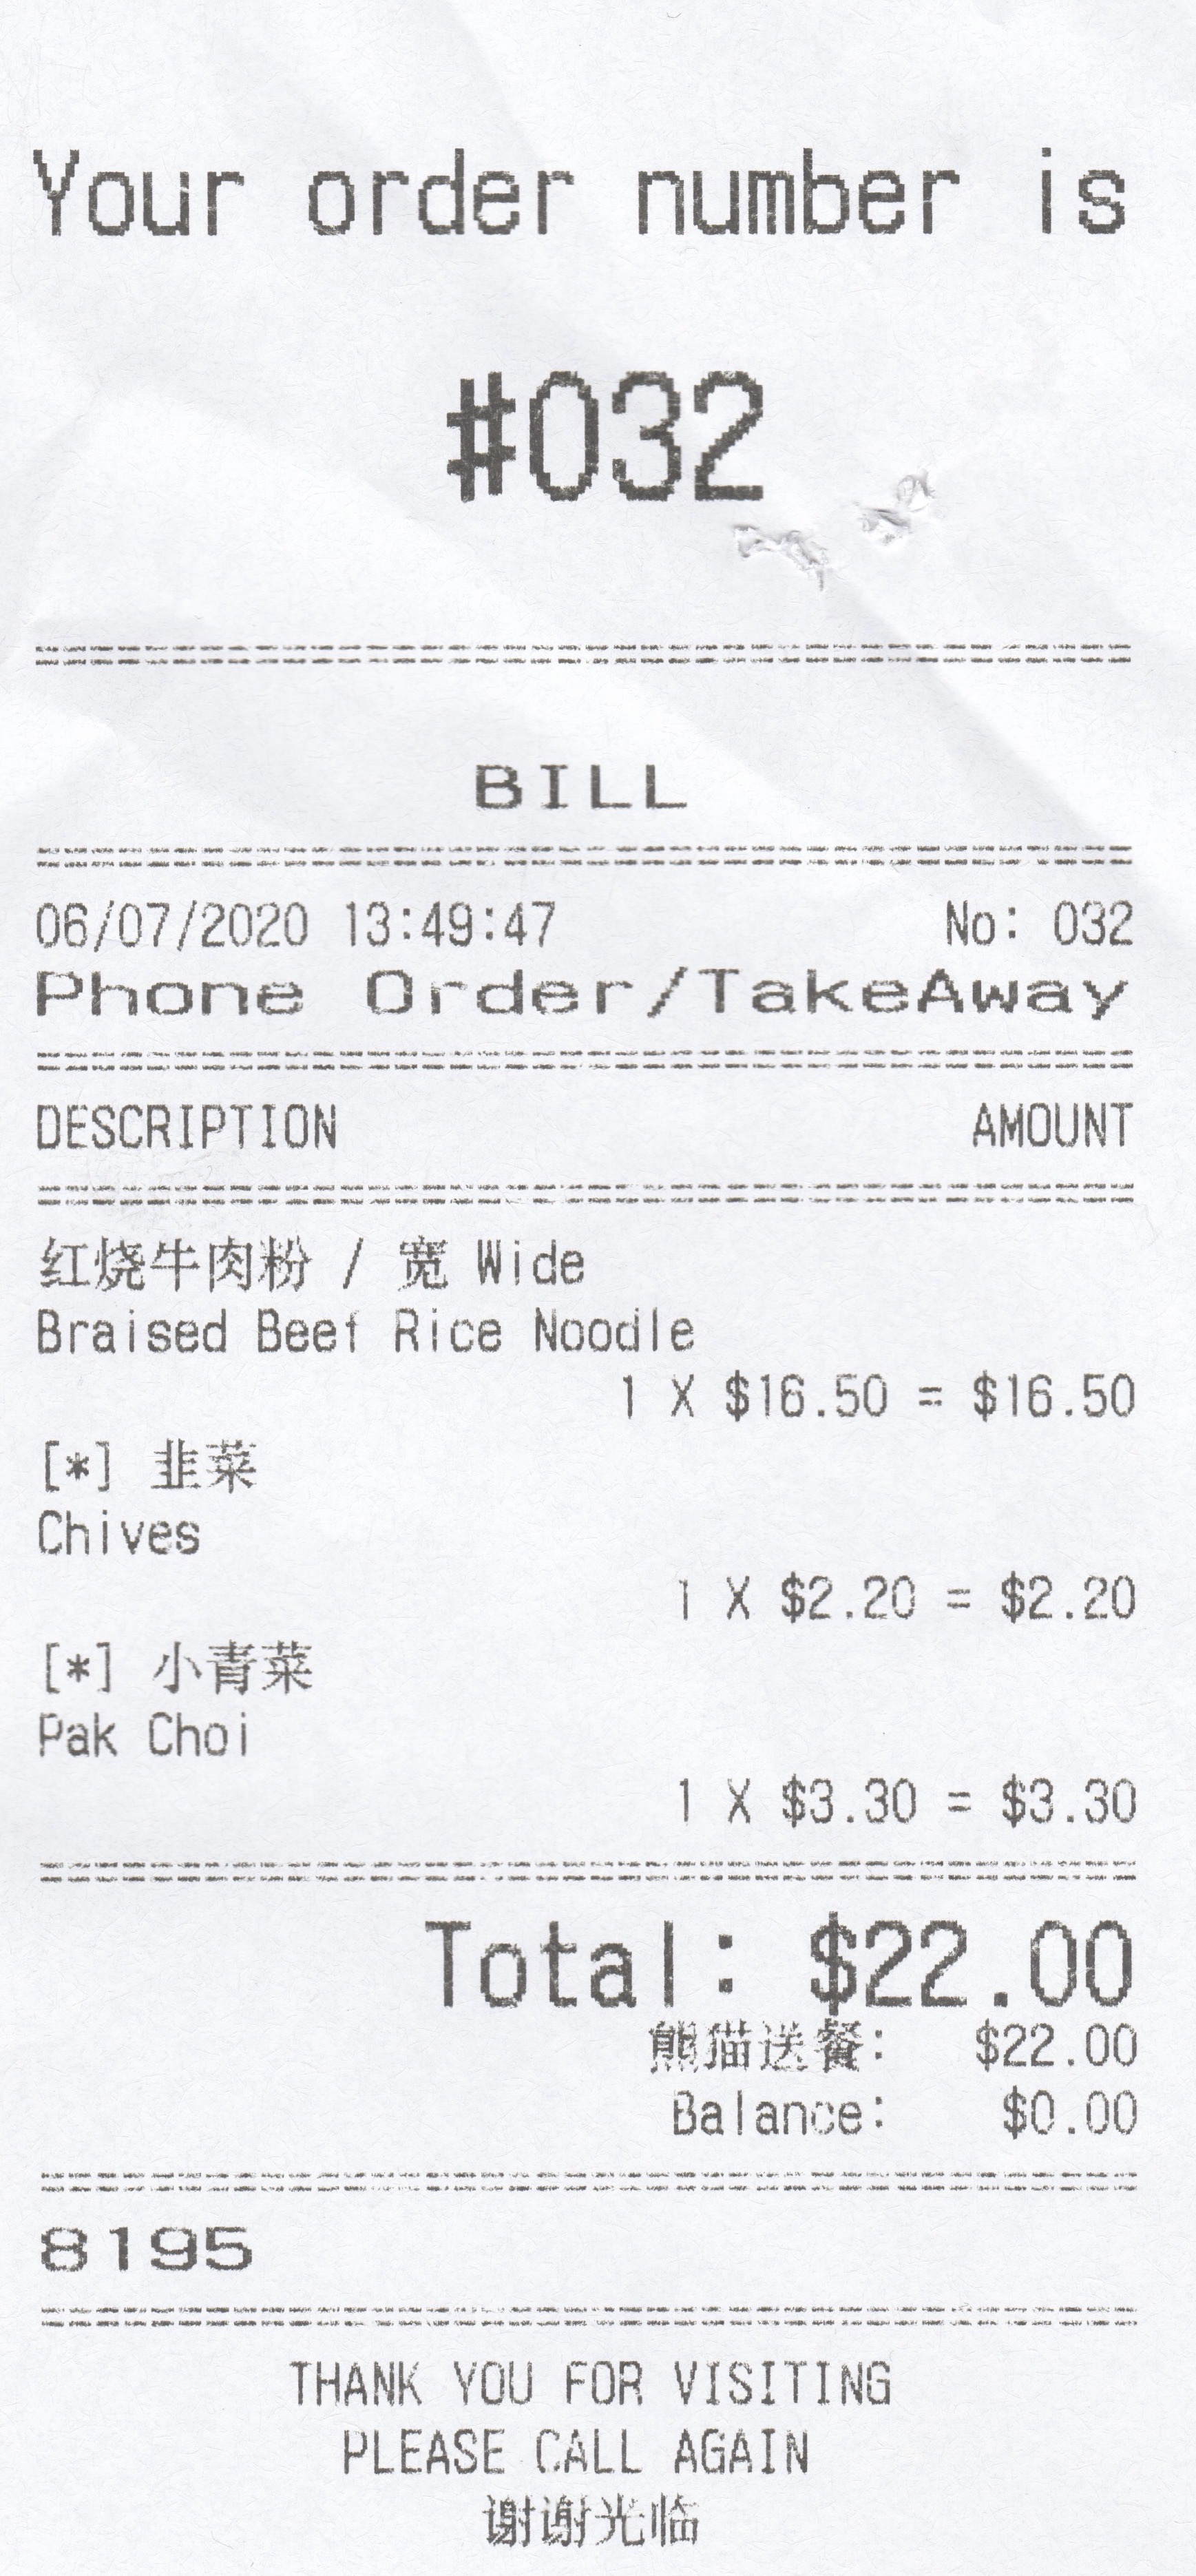 Your order number is
#032
BILL
06/07/2020 13:49:47 No: 032
Phone Order/TakeAway
DESCRIPTION AMOUNT
红烧牛肉粉 / 宽 Wide
Braised Beef Rice Noodle
1 X $16.50 = $16.50
[*] 韭菜
Chives
1 X $2.20 = $2.20
[*] 小青菜
Pak Choi
1 X $3.30 = $3.30
Total: $22.00
熊猫送餐: $22.00
Balance: $0.00
8195
THANK YOU FOR VISITING
PLEASE CALL AGAIN
谢谢光临